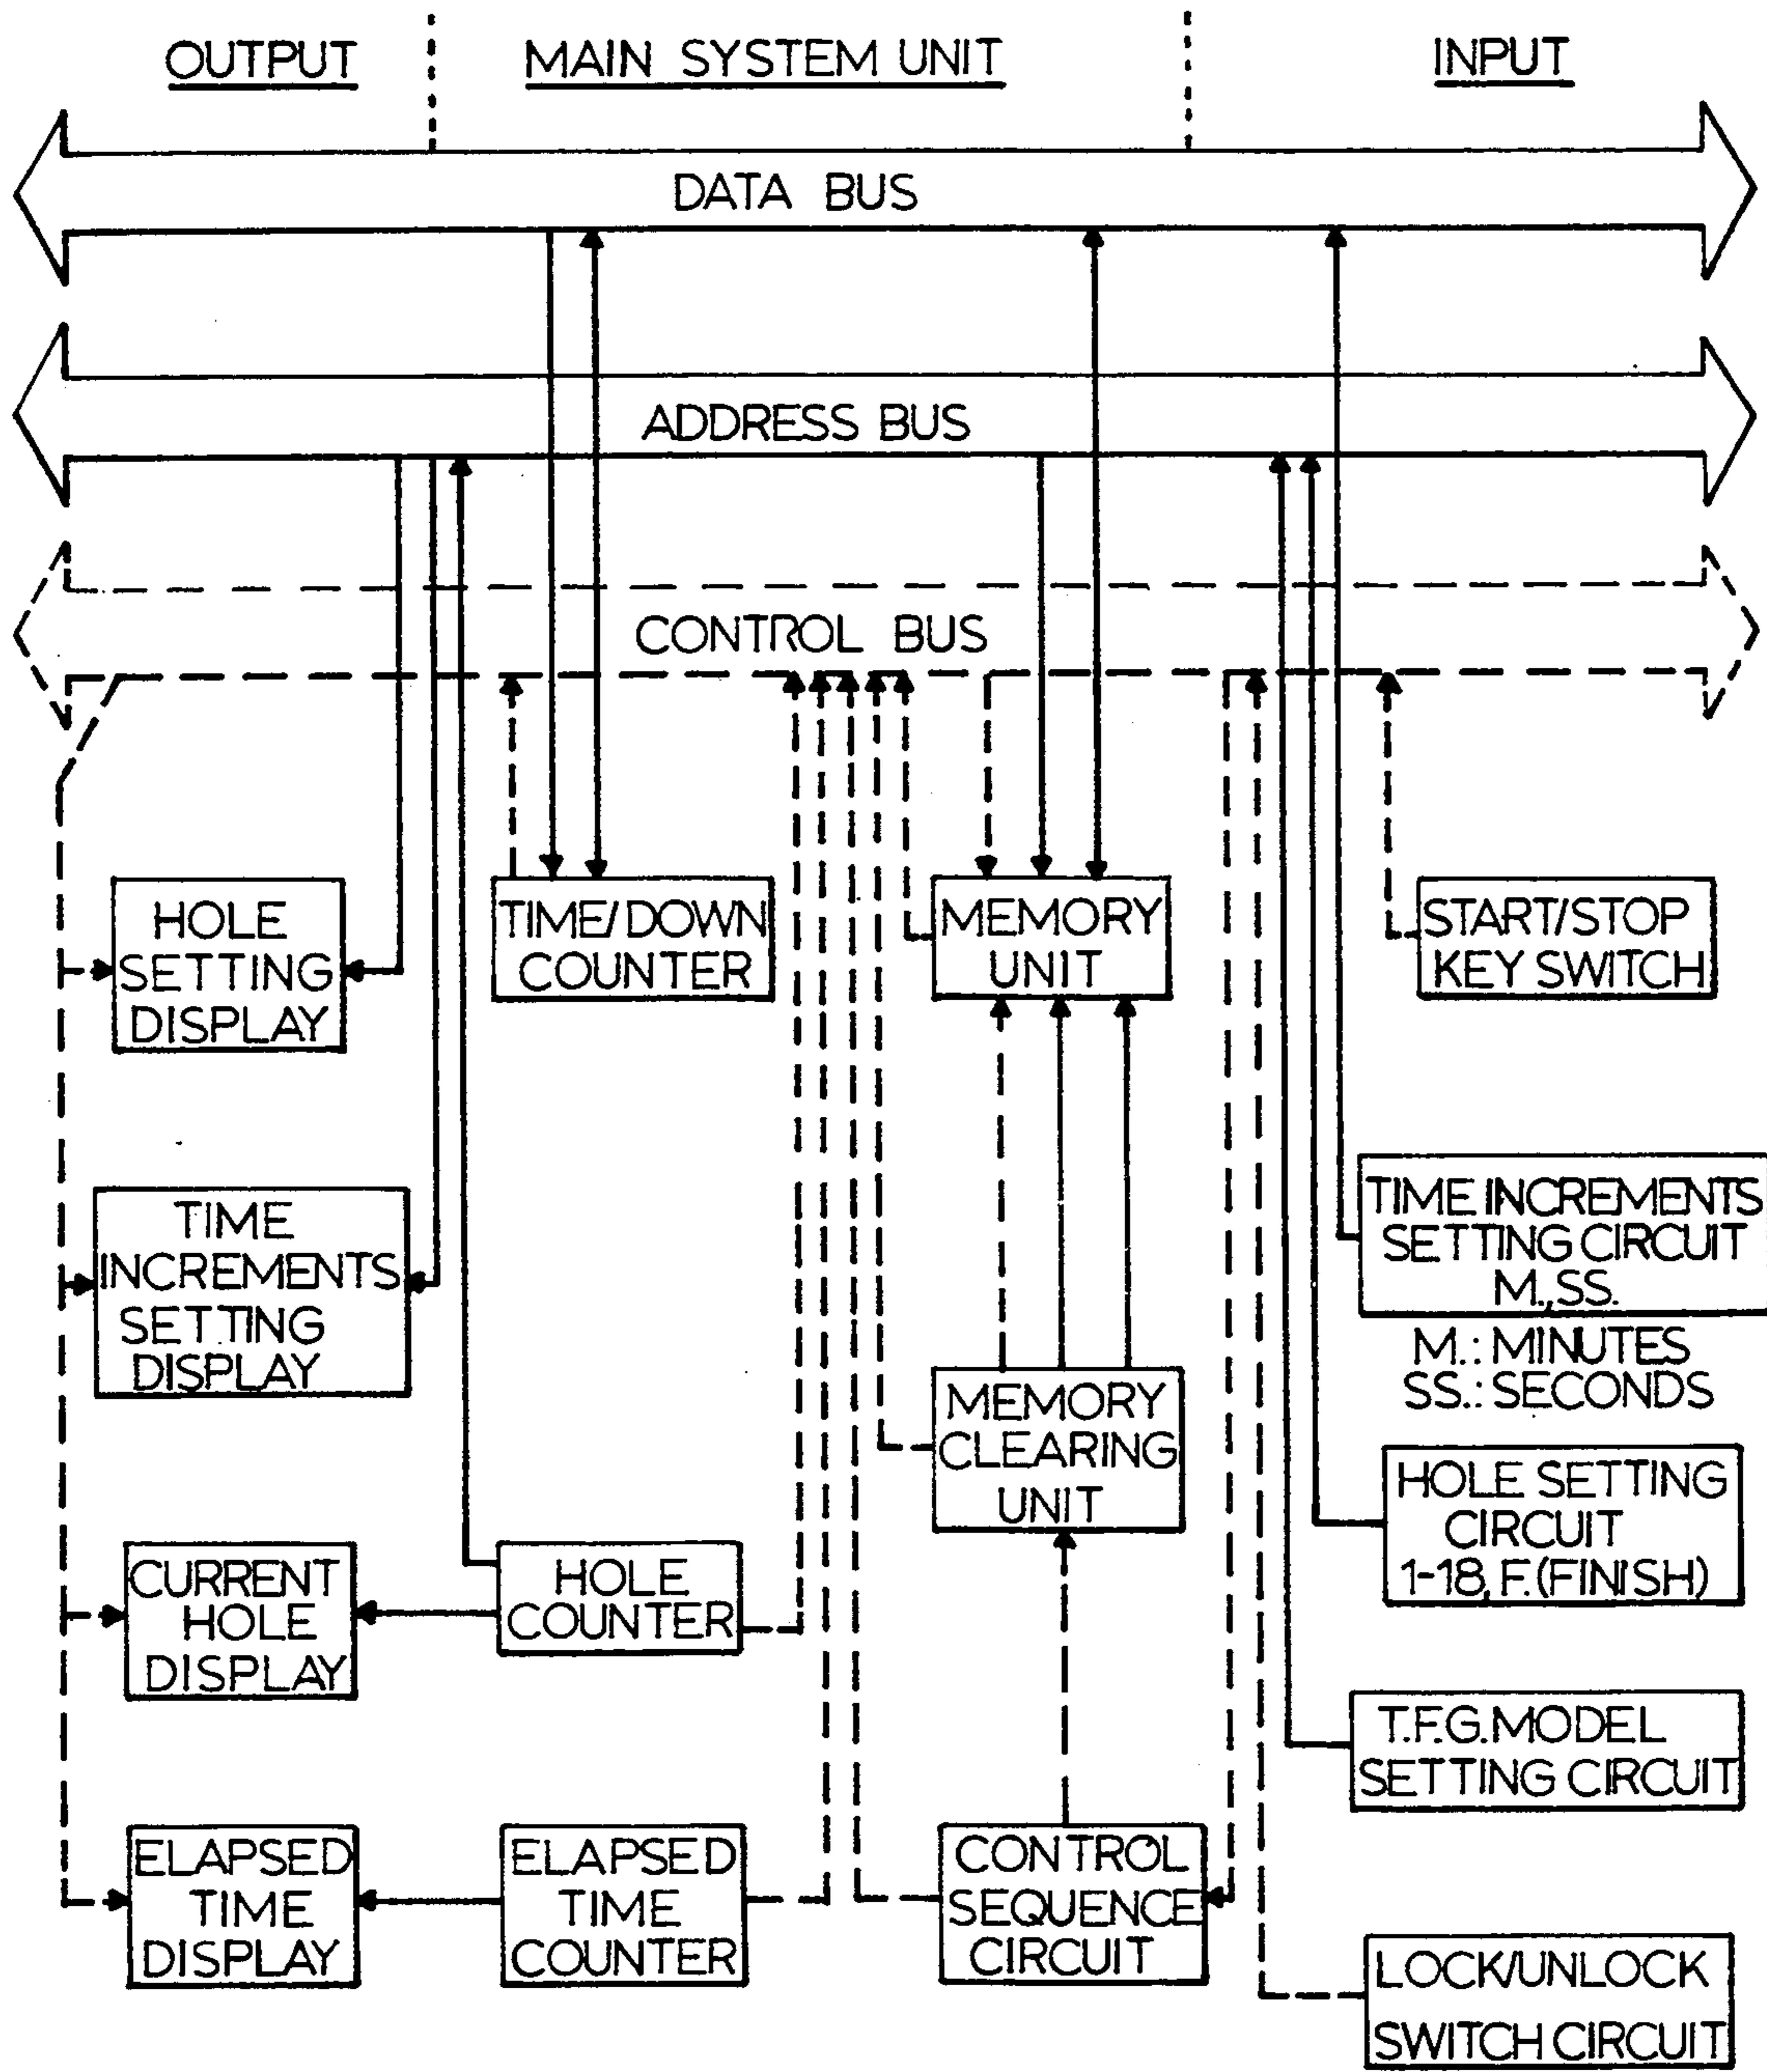 OUTPUT
MAIN SYSTEM UNIT
INPUT
DATA BUS
ADDRESS BUS
CONTROL BUS
HOLE
SETTING
DISPLAY
TIME/DOWN
COUNTER
MEMORY
UNIT
START/STOP
KEY SWITCH
TIME
INCREMENTS
SETTING
DISPLAY
TIME INCREMENTS
SETTING CIRCUIT
M.,SS.
M.: MINUTES
SS.: SECONDS
MEMORY
CLEARING
UNIT
HOLE SETTING
CIRCUIT
1-18, F. (FINISH)
CURRENT
HOLE
DISPLAY
HOLE
COUNTER
T.F.G. MODEL
SETTING CIRCUIT
ELAPSED
TIME
DISPLAY
ELAPSED
TIME
COUNTER
CONTROL
SEQUENCE
CIRCUIT
LOCK/UNLOCK
SWITCH CIRCUIT